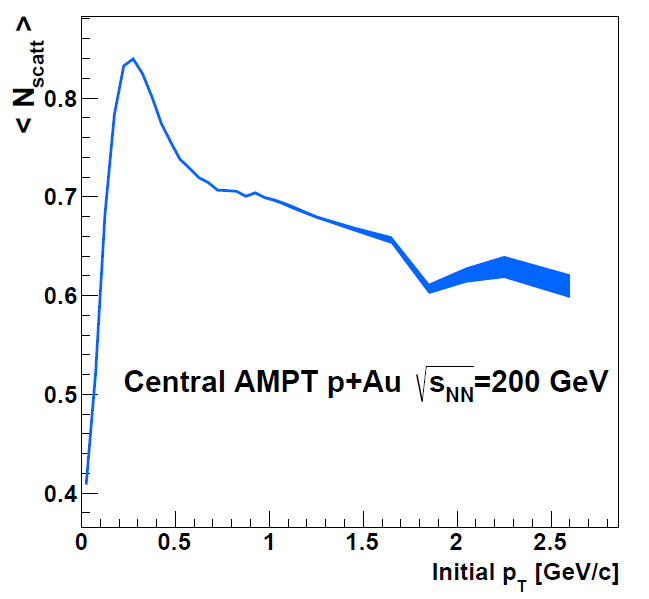 < N_scatt >
0.8
0.7
0.6
0.5
0.4
Central AMPT p+Au √s_NN=200 GeV
0 0.5 1 1.5 2 2.5
Initial p_T [GeV/c]